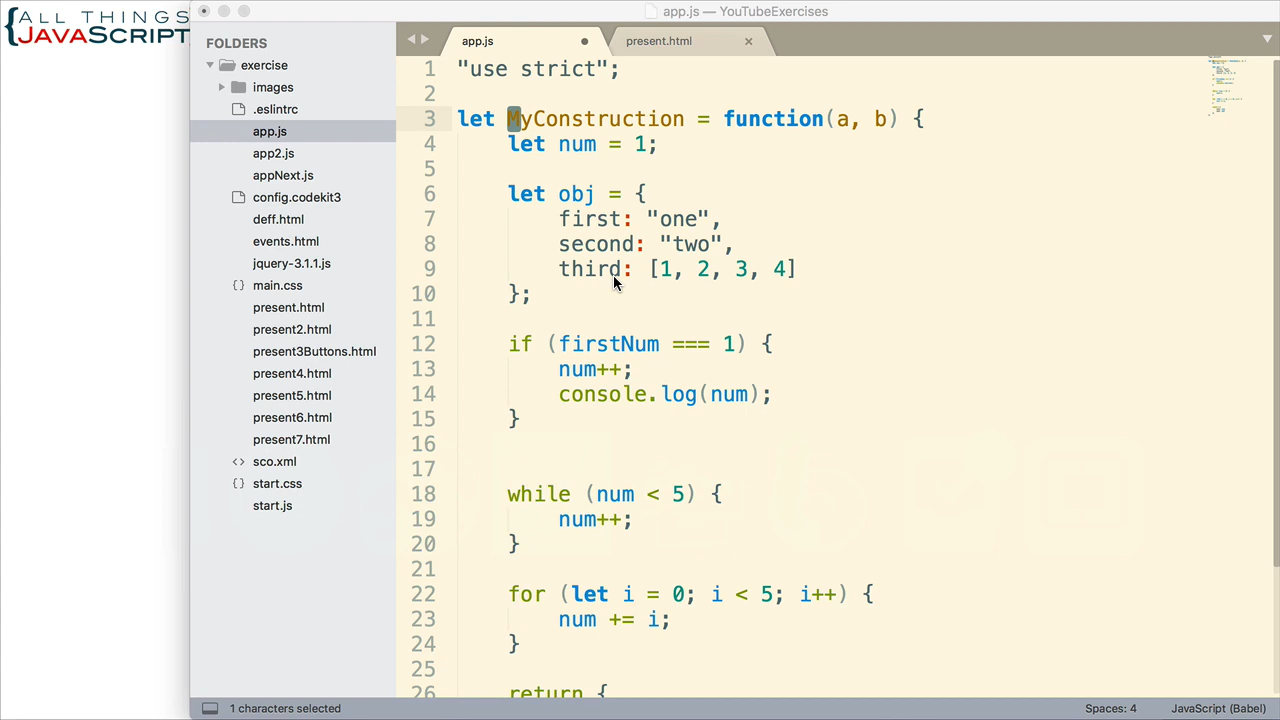 {ALL THINGS
JAVASCRIPT
app.js — YouTubeExercises
FOLDERS
exercise
images
.eslintrc
app.js
app2.js
appNext.js
config.codekit3
deff.html
events.html
jquery-3.1.1.js
{} main.css
present.html
present2.html
present3Buttons.html
present4.html
present5.html
present6.html
present7.html
<> sco.xml
{} start.css
start.js
app.js
present.html ×
1 "use strict";
2
3 let MyConstruction = function(a, b) {
4     let num = 1;
5
6     let obj = {
7         first: "one",
8         second: "two",
9         third: [1, 2, 3, 4]
10     };
11
12     if (firstNum === 1) {
13         num++;
14         console.log(num);
15     }
16
17
18     while (num < 5) {
19         num++;
20     }
21
22     for (let i = 0; i < 5; i++) {
23         num += i;
24     }
25
26     return {
1 characters selected
Spaces: 4
JavaScript (Babel)